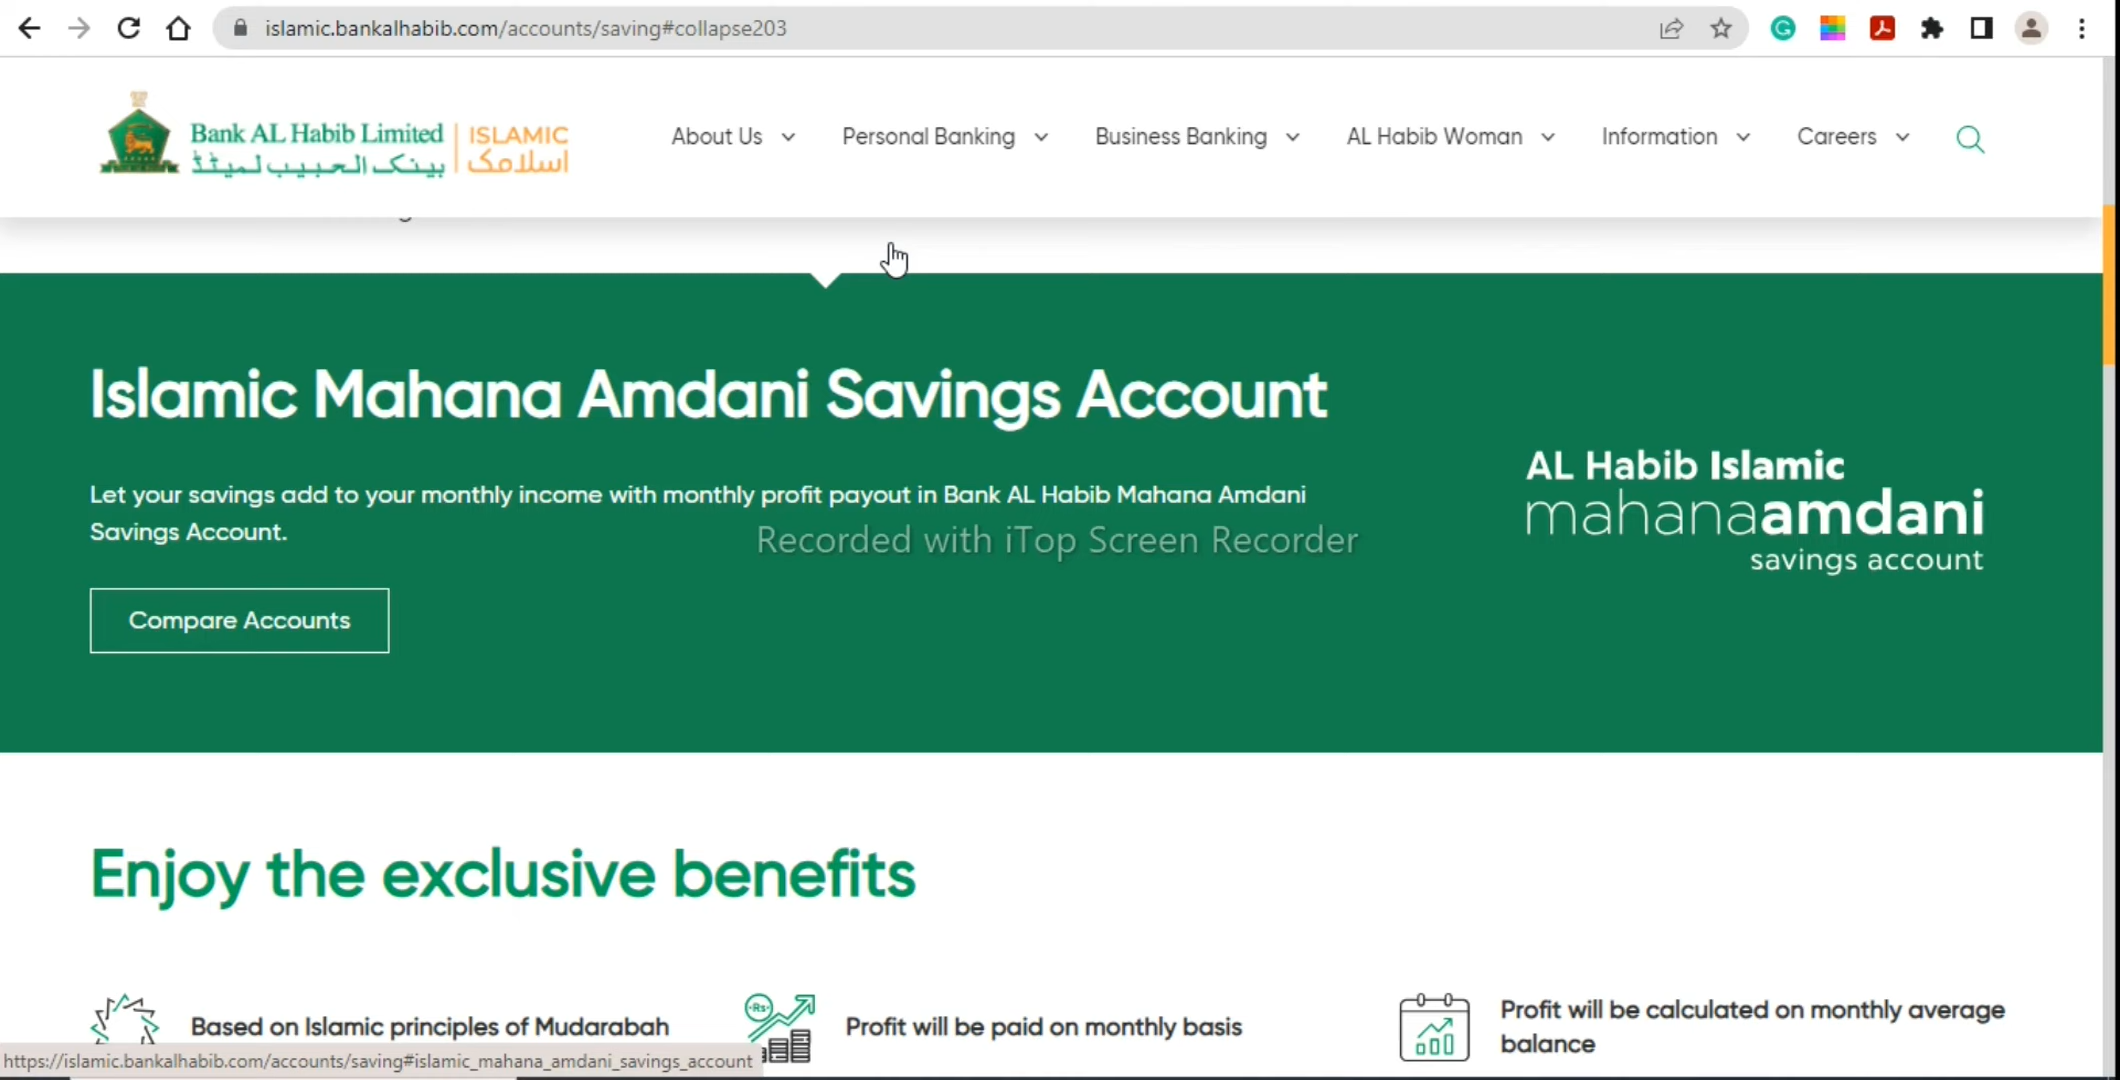 islamic.bankalhabib.com/accounts/saving#collapse203
Bank AL Habib Limited
بینک الحبیب لمیٹڈ
ISLAMIC
اسلامک
About Us
Personal Banking
Business Banking
AL Habib Woman
Information
Careers
Islamic Mahana Amdani Savings Account
Let your savings add to your monthly income with monthly profit payout in Bank AL Habib Mahana Amdani
Savings Account.
Recorded with iTop Screen Recorder
AL Habib Islamic
mahanaamdani
savings account
Compare Accounts
Enjoy the exclusive benefits
Based on Islamic principles of Mudarabah
Rs
Profit will be paid on monthly basis
Profit will be calculated on monthly average
balance
https://islamic.bankalhabib.com/accounts/saving#islamic_mahana_amdani_savings_account